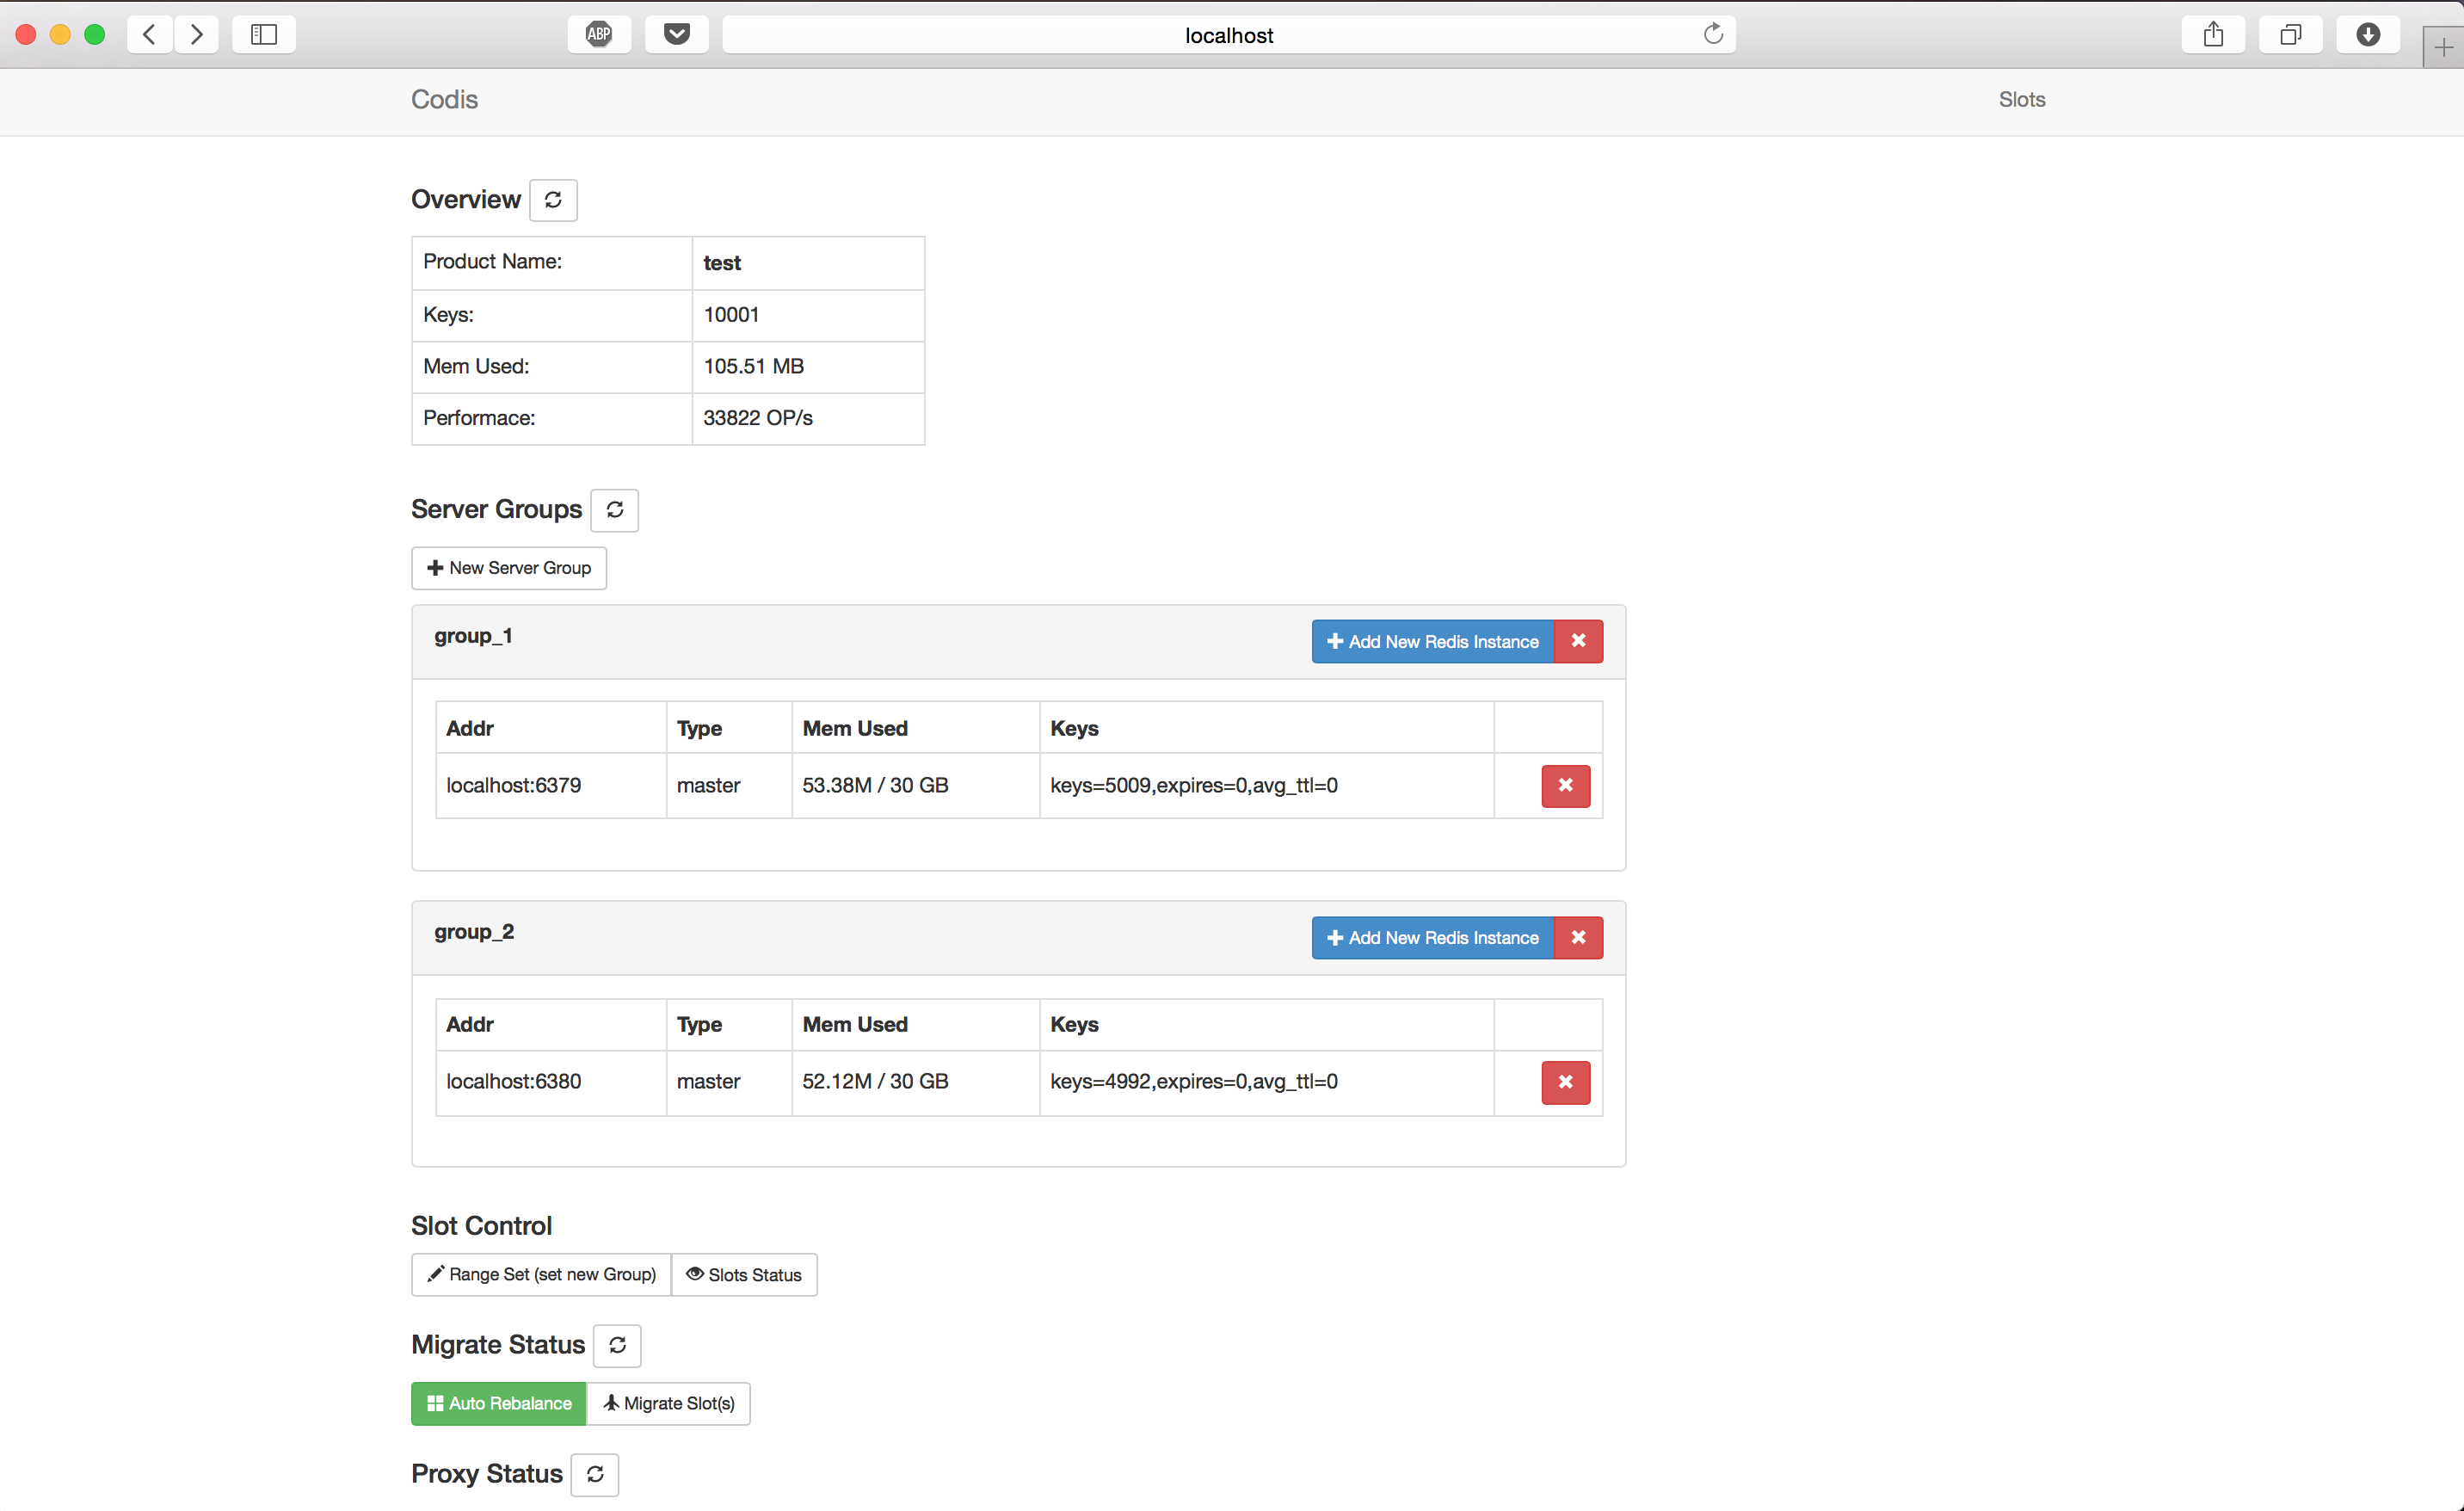 ABP localhost
Codis Slots
Overview
Product Name: test
Keys: 10001
Mem Used: 105.51 MB
Performace: 33822 OP/s
Server Groups
New Server Group
group_1 Add New Redis Instance
Addr Type Mem Used Keys
localhost:6379 master 53.38M / 30 GB keys=5009,expires=0,avg_ttl=0
group_2 Add New Redis Instance
Addr Type Mem Used Keys
localhost:6380 master 52.12M / 30 GB keys=4992,expires=0,avg_ttl=0
Slot Control
Range Set (set new Group) Slots Status
Migrate Status
Auto Rebalance Migrate Slot(s)
Proxy Status